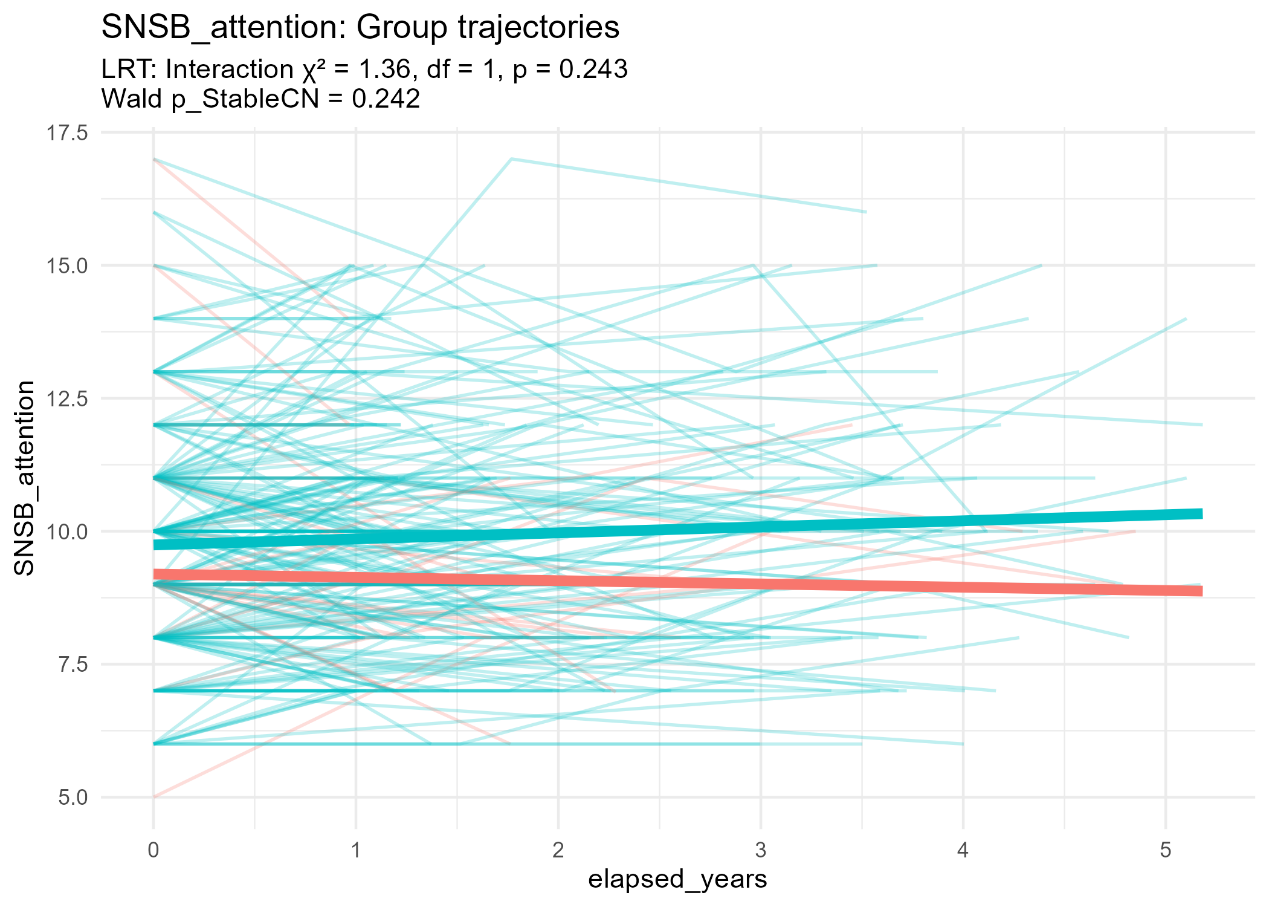 SNSB_attention: Group trajectories
LRT: Interaction χ² = 1.36, df = 1, p = 0.243
Wald p_StableCN = 0.242
SNSB_attention
17.5
15.0
12.5
10.0
7.5
5.0
0 1 2 3 4 5
elapsed_years